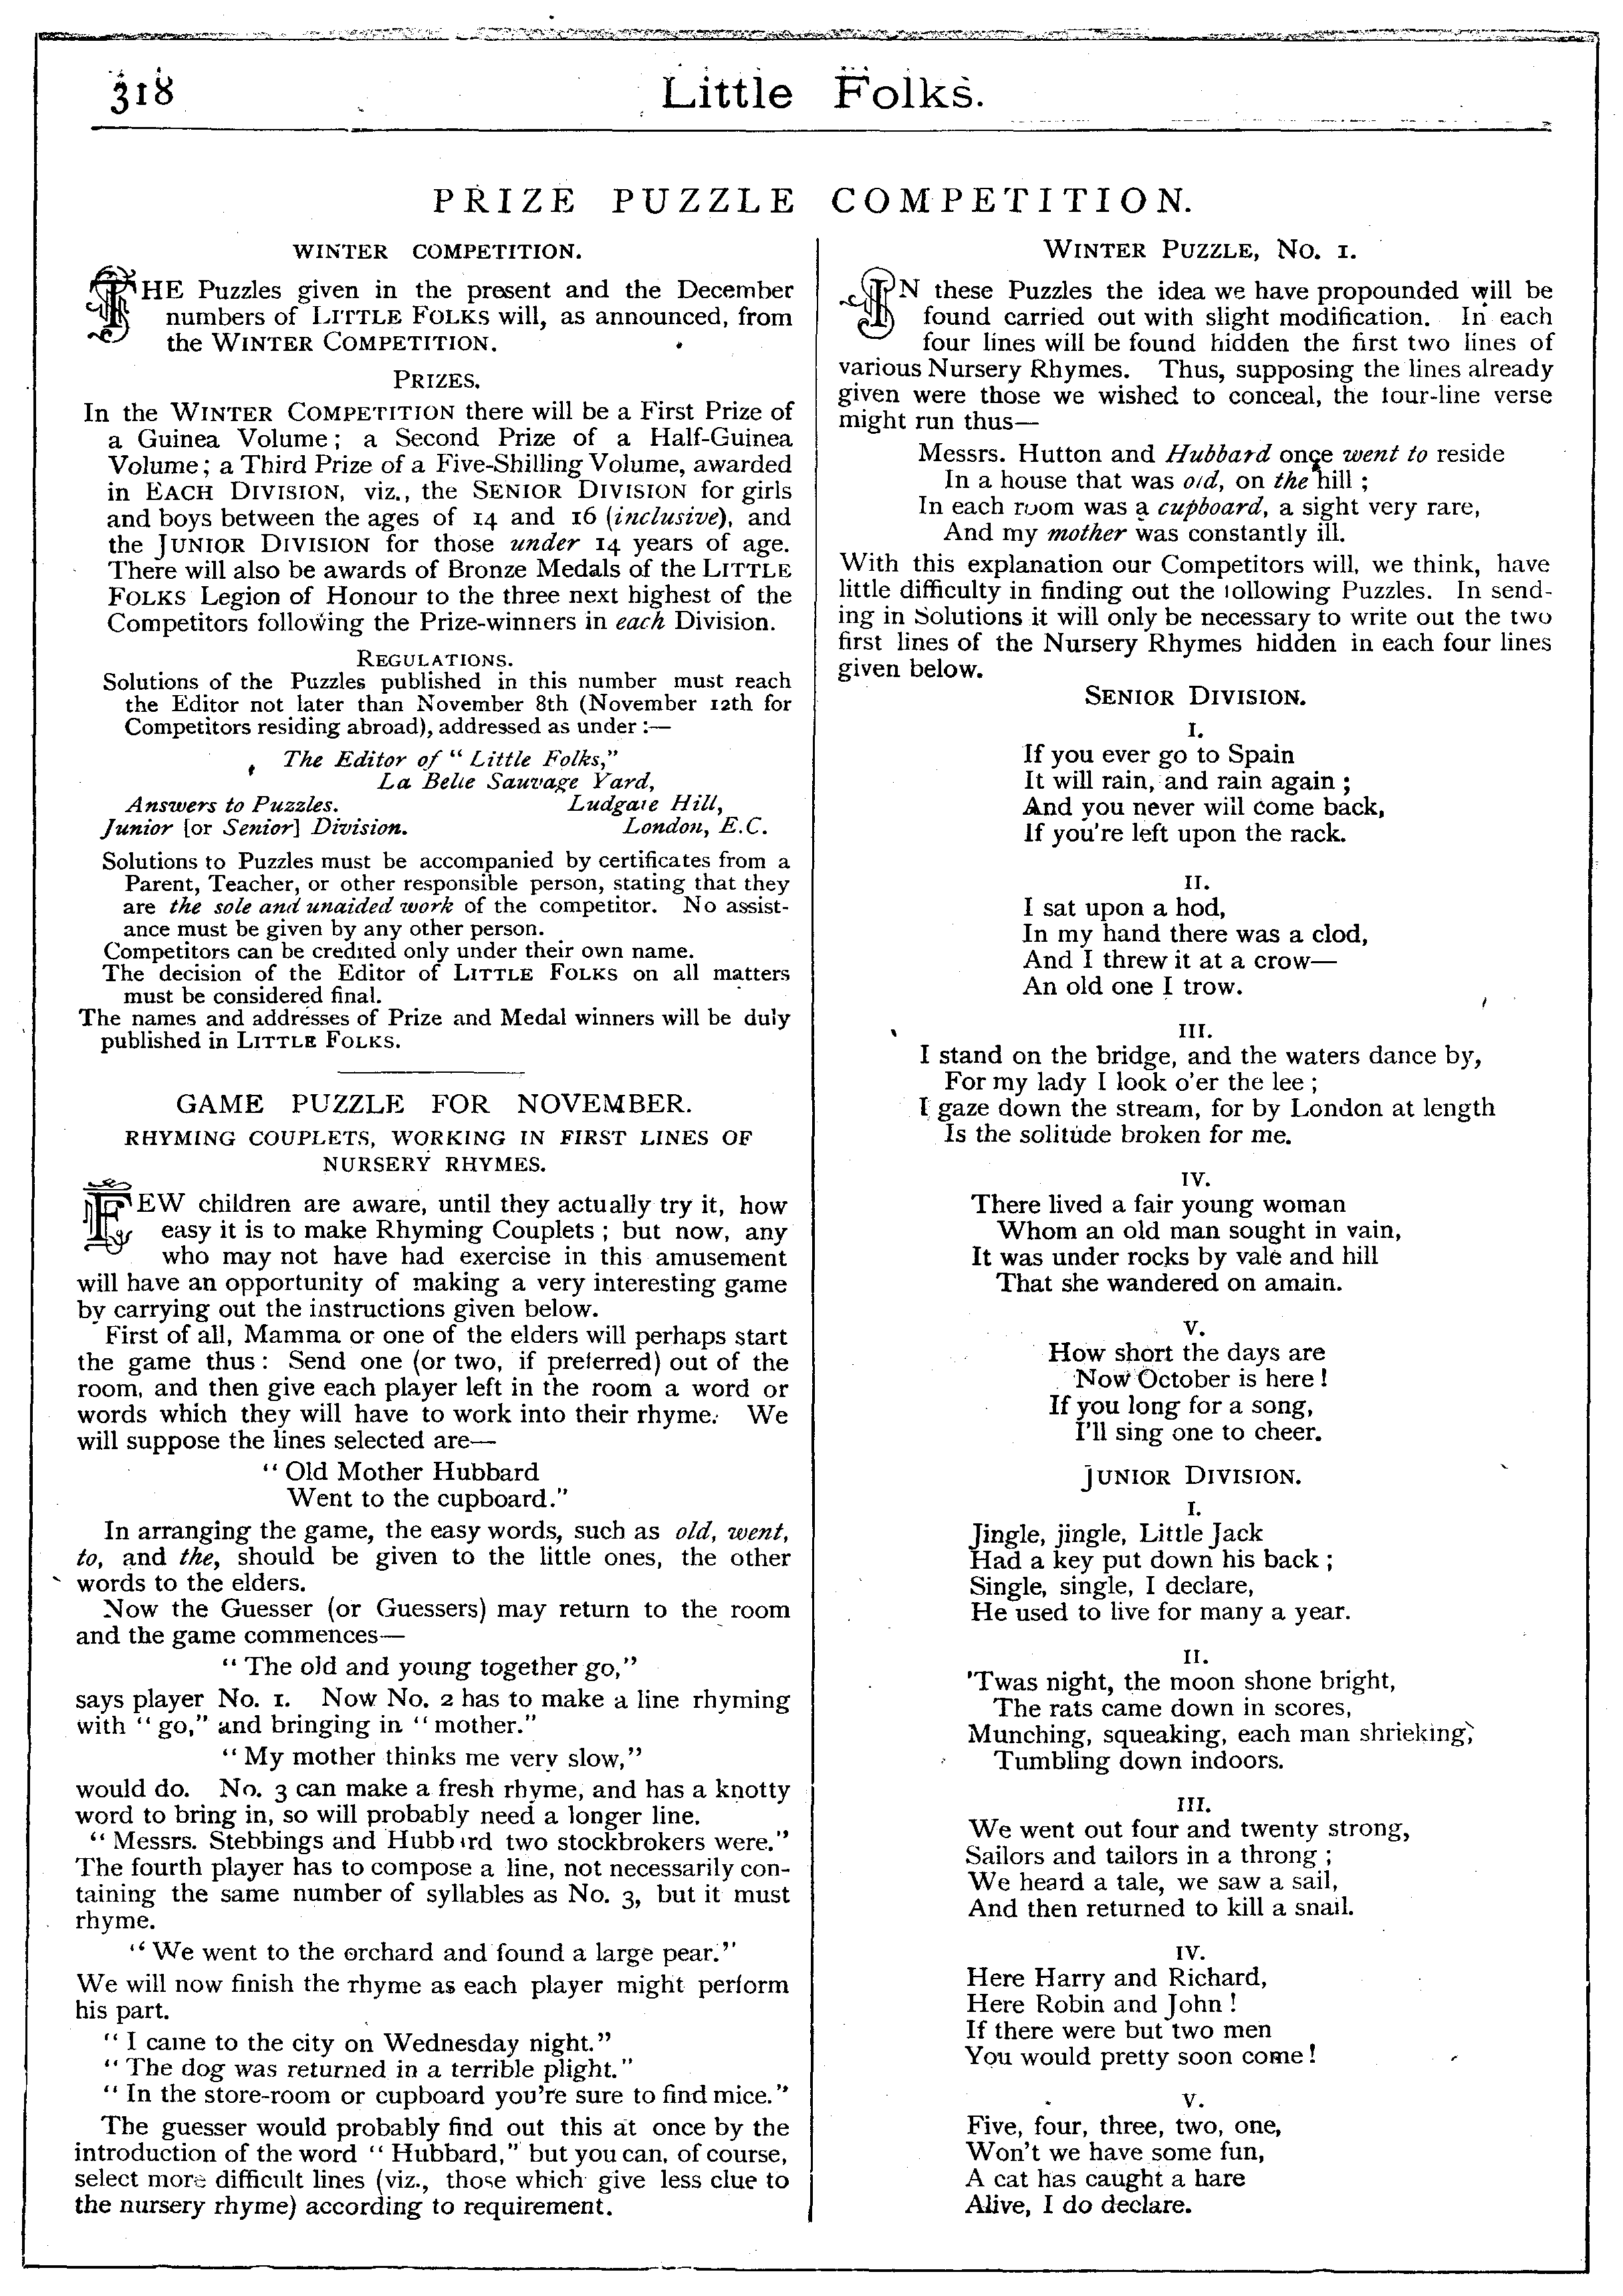 318
Little Folks.
PRIZE PUZZLE COMPETITION.
WINTER COMPETITION.
THE Puzzles given in the present and the December
numbers of LITTLE FOLKS will, as announced, from
the WINTER COMPETITION.
PRIZES.
In the WINTER COMPETITION there will be a First Prize of
a Guinea Volume; a Second Prize of a Half-Guinea
Volume; a Third Prize of a Five-Shilling Volume, awarded
in EACH DIVISION, viz., the SENIOR DIVISION for girls
and boys between the ages of 14 and 16 (inclusive), and
the JUNIOR DIVISION for those under 14 years of age.
There will also be awards of Bronze Medals of the LITTLE
FOLKS Legion of Honour to the three next highest of the
Competitors following the Prize-winners in each Division.
REGULATIONS.
Solutions of the Puzzles published in this number must reach
the Editor not later than November 8th (November 12th for
Competitors residing abroad), addressed as under:—
The Editor of "Little Folks,"
La Belle Sauvage Yard,
Answers to Puzzles. Ludgate Hill,
Junior [or Senior] Division. London, E.C.
Solutions to Puzzles must be accompanied by certificates from a
Parent, Teacher, or other responsible person, stating that they
are the sole and unaided work of the competitor. No assist-
ance must be given by any other person.
Competitors can be credited only under their own name.
The decision of the Editor of LITTLE FOLKS on all matters
must be considered final.
The names and addresses of Prize and Medal winners will be duly
published in LITTLE FOLKS.
GAME PUZZLE FOR NOVEMBER.
RHYMING COUPLETS, WORKING IN FIRST LINES OF
NURSERY RHYMES.
FEW children are aware, until they actually try it, how
easy it is to make Rhyming Couplets; but now, any
who may not have had exercise in this amusement
will have an opportunity of making a very interesting game
by carrying out the instructions given below.
First of all, Mamma or one of the elders will perhaps start
the game thus: Send one (or two, if preferred) out of the
room, and then give each player left in the room a word or
words which they will have to work into their rhyme. We
will suppose the lines selected are—
"Old Mother Hubbard
Went to the cupboard."
In arranging the game, the easy words, such as old, went,
to, and the, should be given to the little ones, the other
words to the elders.
Now the Guesser (or Guessers) may return to the room
and the game commences—
"The old and young together go,"
says player No. 1. Now No. 2 has to make a line rhyming
with "go," and bringing in "mother."
"My mother thinks me very slow,"
would do. No. 3 can make a fresh rhyme, and has a knotty
word to bring in, so will probably need a longer line.
"Messrs. Stebbings and Hubbard two stockbrokers were."
The fourth player has to compose a line, not necessarily con-
taining the same number of syllables as No. 3, but it must
rhyme.
"We went to the orchard and found a large pear."
We will now finish the rhyme as each player might perform
his part.
"I came to the city on Wednesday night."
"The dog was returned in a terrible plight."
"In the store-room or cupboard you're sure to find mice."
The guesser would probably find out this at once by the
introduction of the word "Hubbard," but you can, of course,
select more difficult lines (viz., those which give less clue to
the nursery rhyme) according to requirement.
WINTER PUZZLE, NO. 1.
IN these Puzzles the idea we have propounded will be
found carried out with slight modification. In each
four lines will be found hidden the first two lines of
various Nursery Rhymes. Thus, supposing the lines already
given were those we wished to conceal, the four-line verse
might run thus—
Messrs. Hutton and Hubbard once went to reside
In a house that was old, on the hill;
In each room was a cupboard, a sight very rare,
And my mother was constantly ill.
With this explanation our Competitors will, we think, have
little difficulty in finding out the following Puzzles. In send-
ing in Solutions it will only be necessary to write out the two
first lines of the Nursery Rhymes hidden in each four lines
given below.
SENIOR DIVISION.
I.
If you ever go to Spain
It will rain, and rain again;
And you never will come back,
If you're left upon the rack.
II.
I sat upon a hod,
In my hand there was a clod,
And I threw it at a crow—
An old one I trow.
III.
I stand on the bridge, and the waters dance by,
For my lady I look o'er the lee;
I gaze down the stream, for by London at length
Is the solitude broken for me.
IV.
There lived a fair young woman
Whom an old man sought in vain,
It was under rocks by vale and hill
That she wandered on amain.
V.
How short the days are
Now October is here!
If you long for a song,
I'll sing one to cheer.
JUNIOR DIVISION.
I.
Jingle, jingle, Little Jack
Had a key put down his back;
Single, single, I declare,
He used to live for many a year.
II.
'Twas night, the moon shone bright,
The rats came down in scores,
Munching, squeaking, each man shrieking,
Tumbling down indoors.
III.
We went out four and twenty strong,
Sailors and tailors in a throng;
We heard a tale, we saw a sail,
And then returned to kill a snail.
IV.
Here Harry and Richard,
Here Robin and John!
If there were but two men
You would pretty soon come!
V.
Five, four, three, two, one,
Won't we have some fun,
A cat has caught a hare
Alive, I do declare.